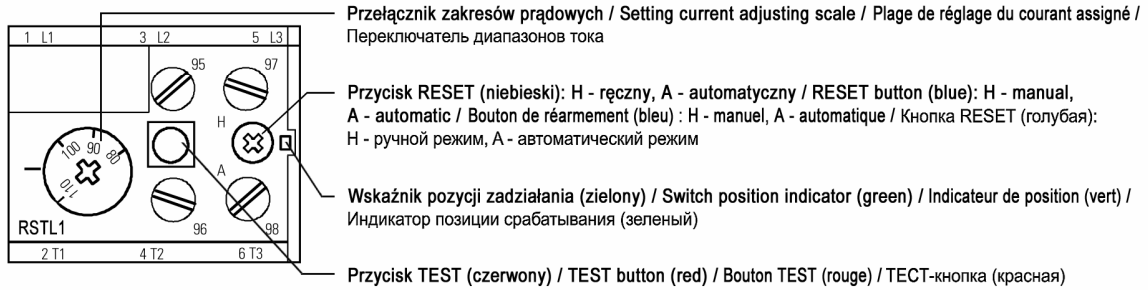 Przełącznik zakresów prądowych / Setting current adjusting scale / Plage de réglage du courant assigné /
Переключатель диапазонов тока
1 L1 3 L2 5 L3
95 97
Przycisk RESET (niebieski): H - ręczny, A - automatyczny / RESET button (blue): H - manual,
A - automatic / Bouton de réarmement (bleu) : H - manuel, A - automatique / Кнопка RESET (голубая):
H - ручной режим, A - автоматический режим
H
100 90 80
110
A
Wskaźnik pozycji zadziałania (zielony) / Switch position indicator (green) / Indicateur de position (vert) /
Индикатор позиции срабатывания (зеленый)
RSTL1
96 98
2 T1 4 T2 6 T3
Przycisk TEST (czerwony) / TEST button (red) / Bouton TEST (rouge) / ТЕСТ-кнопка (красная)